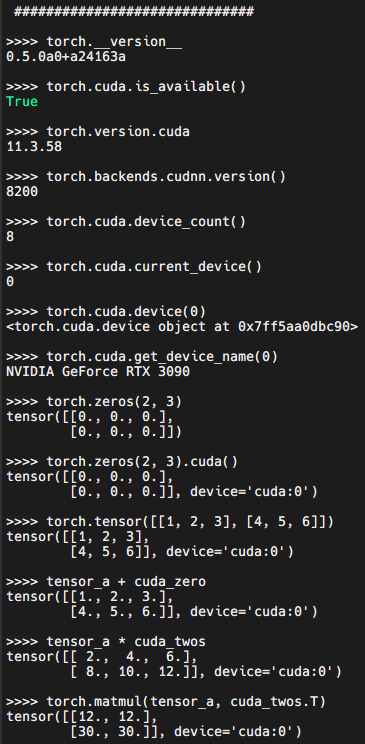 ##############################
>>>> torch.__version__
0.5.0a0+a24163a
>>>> torch.cuda.is_available()
True
>>>> torch.version.cuda
11.3.58
>>>> torch.backends.cudnn.version()
8200
>>>> torch.cuda.device_count()
8
>>>> torch.cuda.current_device()
0
>>>> torch.cuda.device(0)
<torch.cuda.device object at 0x7ff5aa0dbc90>
>>>> torch.cuda.get_device_name(0)
NVIDIA GeForce RTX 3090
>>>> torch.zeros(2, 3)
tensor([[0., 0., 0.],
        [0., 0., 0.]])
>>>> torch.zeros(2, 3).cuda()
tensor([[0., 0., 0.],
        [0., 0., 0.]], device='cuda:0')
>>>> torch.tensor([[1, 2, 3], [4, 5, 6]])
tensor([[1, 2, 3],
        [4, 5, 6]], device='cuda:0')
>>>> tensor_a + cuda_zero
tensor([[1., 2., 3.],
        [4., 5., 6.]], device='cuda:0')
>>>> tensor_a * cuda_twos
tensor([[ 2.,  4.,  6.],
        [ 8., 10., 12.]], device='cuda:0')
>>>> torch.matmul(tensor_a, cuda_twos.T)
tensor([[12., 12.],
        [30., 30.]], device='cuda:0')